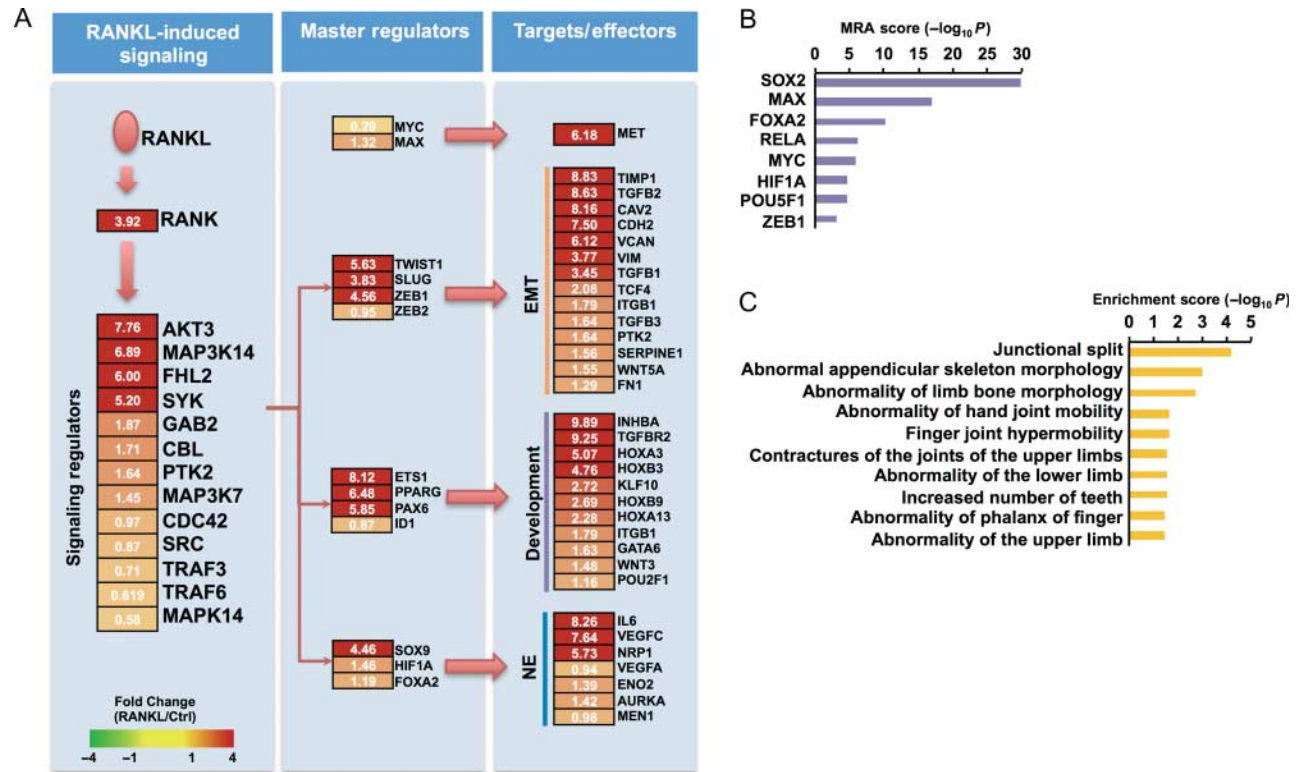 A
RANKL-induced
signaling
Master regulators
Targets/effectors
RANKL
3.92 RANK
Signaling regulators
7.76 AKT3
6.89 MAP3K14
6.00 FHL2
5.20 SYK
1.87 GAB2
1.71 CBL
1.64 PTK2
1.45 MAP3K7
0.97 CDC42
0.87 SRC
0.71 TRAF3
0.619 TRAF6
0.58 MAPK14
Fold Change
(RANKL/Ctrl)
–4 –1 1 4
0.29 MYC
1.32 MAX
5.63 TWIST1
3.83 SLUG
4.56 ZEB1
0.95 ZEB2
8.12 ETS1
6.48 PPARG
5.85 PAX6
0.87 ID1
4.46 SOX9
1.46 HIF1A
1.19 FOXA2
6.18 MET
EMT
8.83 TIMP1
8.63 TGFB2
8.16 CAV2
7.50 CDH2
6.12 VCAN
3.77 VIM
3.45 TGFB1
2.08 TCF4
1.79 ITGB1
1.64 TGFB3
1.64 PTK2
1.56 SERPINE1
1.55 WNT5A
1.29 FN1
Development
9.89 INHBA
9.25 TGFBR2
5.07 HOXA3
4.76 HOXB3
2.72 KLF10
2.69 HOXB9
2.28 HOXA13
1.79 ITGB1
1.63 GATA6
1.48 WNT3
1.16 POU2F1
NE
8.26 IL6
7.64 VEGFC
5.73 NRP1
0.94 VEGFA
1.39 ENO2
1.42 AURKA
0.98 MEN1
B
MRA score (–log10 P)
0 5 10 15 20 25 30
SOX2
MAX
FOXA2
RELA
MYC
HIF1A
POU5F1
ZEB1
C
Enrichment score (–log10 P)
0 1 2 3 4 5
Junctional split
Abnormal appendicular skeleton morphology
Abnormality of limb bone morphology
Abnormality of hand joint mobility
Finger joint hypermobility
Contractures of the joints of the upper limbs
Abnormality of the lower limb
Increased number of teeth
Abnormality of phalanx of finger
Abnormality of the upper limb